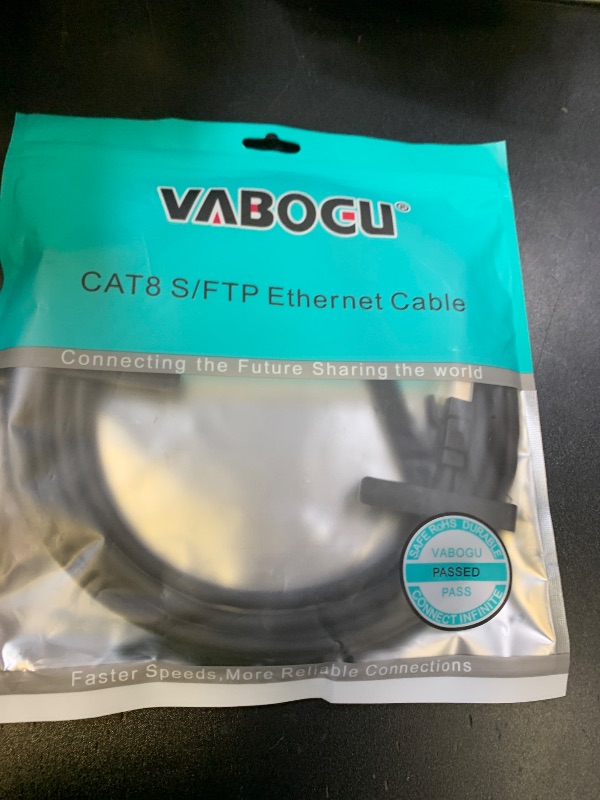 VABOGU®
CAT8 S/FTP Ethernet Cable
Connecting the Future Sharing the world
SAFE RoHS DURABLE
VABOGU
PASSED
PASS
CONNECT INFINITE
Faster Speeds,More Reliable Connections